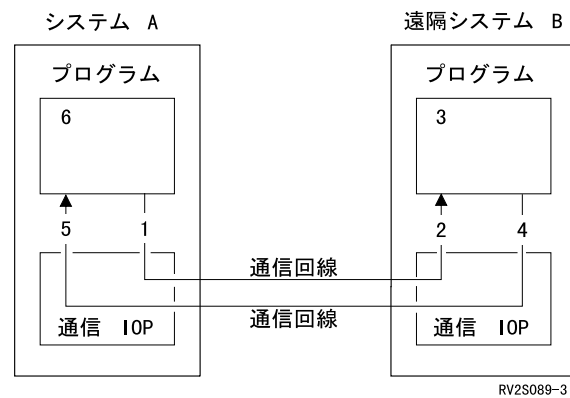 システム A
遠隔システム B
プログラム
プログラム
6
3
5
1
2
4
通信回線
通信回線
通信 IOP
通信 IOP
RV2S089-3